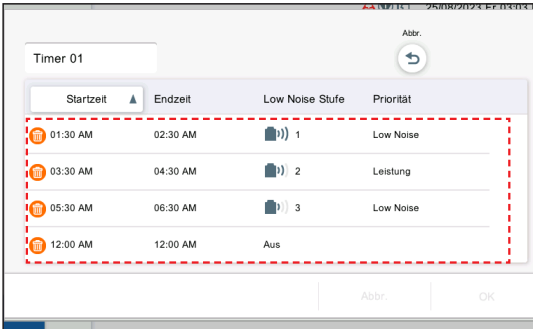 25/08/2023 Fr 03:03
Abbr.
Timer 01
Startzeit Endzeit Low Noise Stufe Priorität
01:30 AM 02:30 AM 1 Low Noise
03:30 AM 04:30 AM 2 Leistung
05:30 AM 06:30 AM 3 Low Noise
12:00 AM 12:00 AM Aus
Abbr. OK